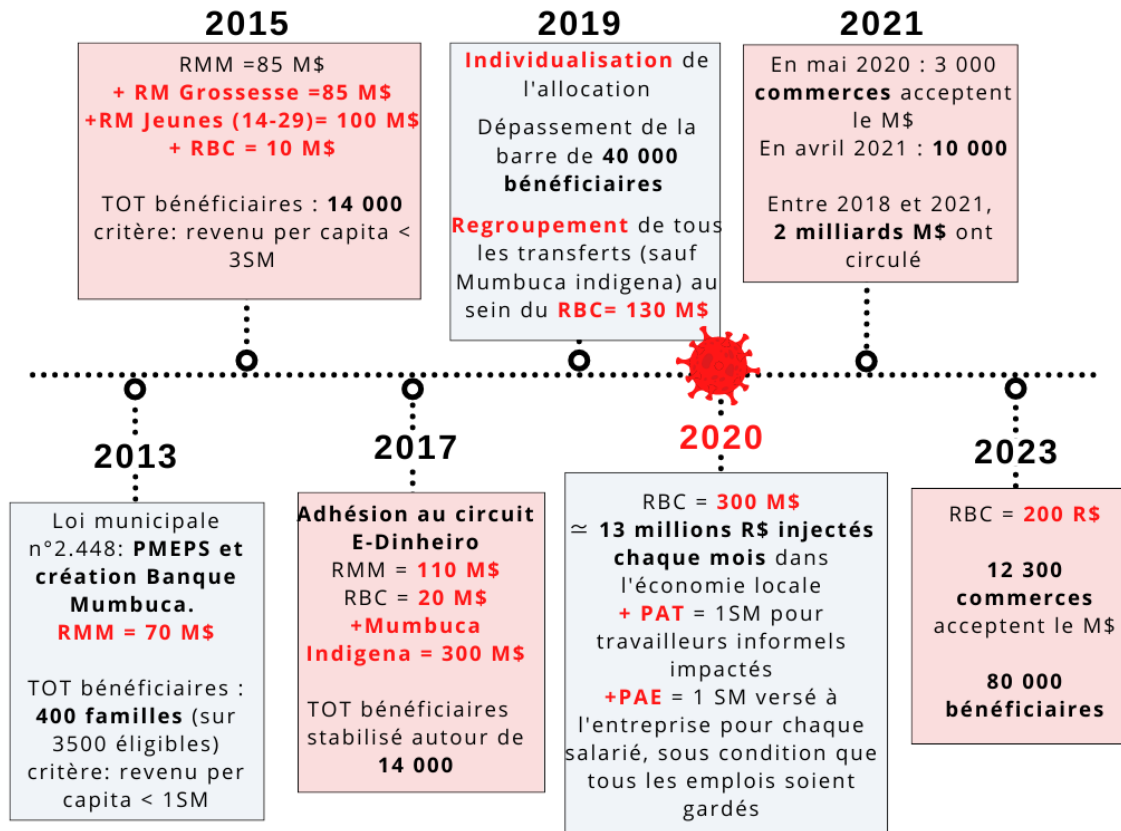 2015
RMM =85 M$
+ RM Grossesse =85 M$
+RM Jeunes (14-29)= 100 M$
+ RBC = 10 M$
TOT bénéficiaires : 14 000
critère: revenu per capita <
3SM
2019
Individualisation de
l'allocation
Dépassement de la
barre de 40 000
bénéficiaires
Regroupement de tous
les transferts (sauf
Mumbuca indigena) au
sein du RBC= 130 M$
2021
En mai 2020 : 3 000
commerces acceptent
le M$
En avril 2021 : 10 000
Entre 2018 et 2021,
2 milliards M$ ont
circulé
2013
Loi municipale
n°2.448: PMEPS et
création Banque
Mumbuca.
RMM = 70 M$
TOT bénéficiaires :
400 familles (sur
3500 éligibles)
critère: revenu per
capita < 1SM
2017
Adhésion au circuit
E-Dinheiro
RMM = 110 M$
RBC = 20 M$
+Mumbuca
Indigena = 300 M$
TOT bénéficiaires
stabilisé autour de
14 000
2020
RBC = 300 M$
≃ 13 millions R$ injectés
chaque mois dans
l'économie locale
+ PAT = 1SM pour
travailleurs informels
impactés
+PAE = 1 SM versé à
l'entreprise pour chaque
salarié, sous condition que
tous les emplois soient
gardés
2023
RBC = 200 R$
12 300
commerces
acceptent le M$
80 000
bénéficiaires